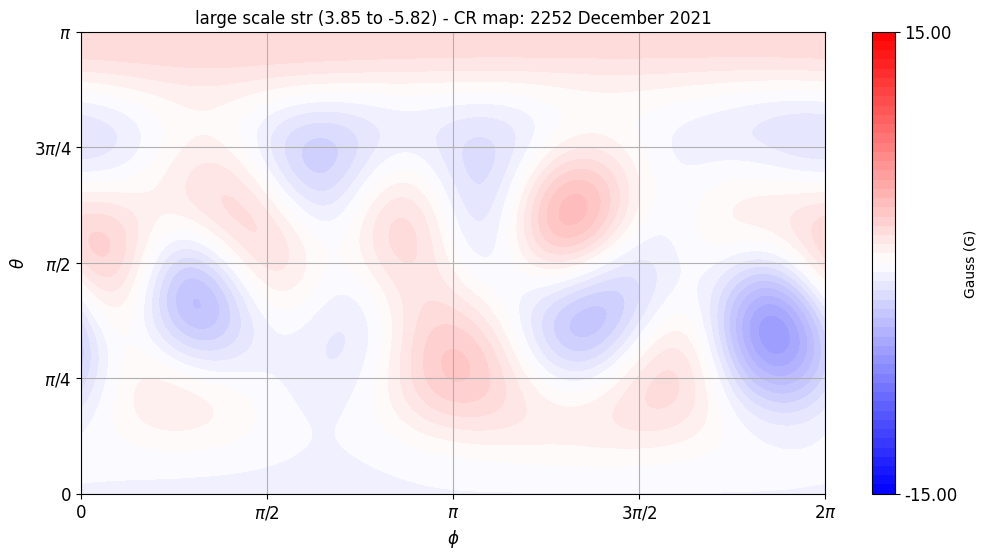 large scale str (3.85 to -5.82) - CR map: 2252 December 2021
π
3π/4
π/2
π/4
0
θ
0
π/2
π
3π/2
2π
ϕ
15.00
-15.00
Gauss (G)